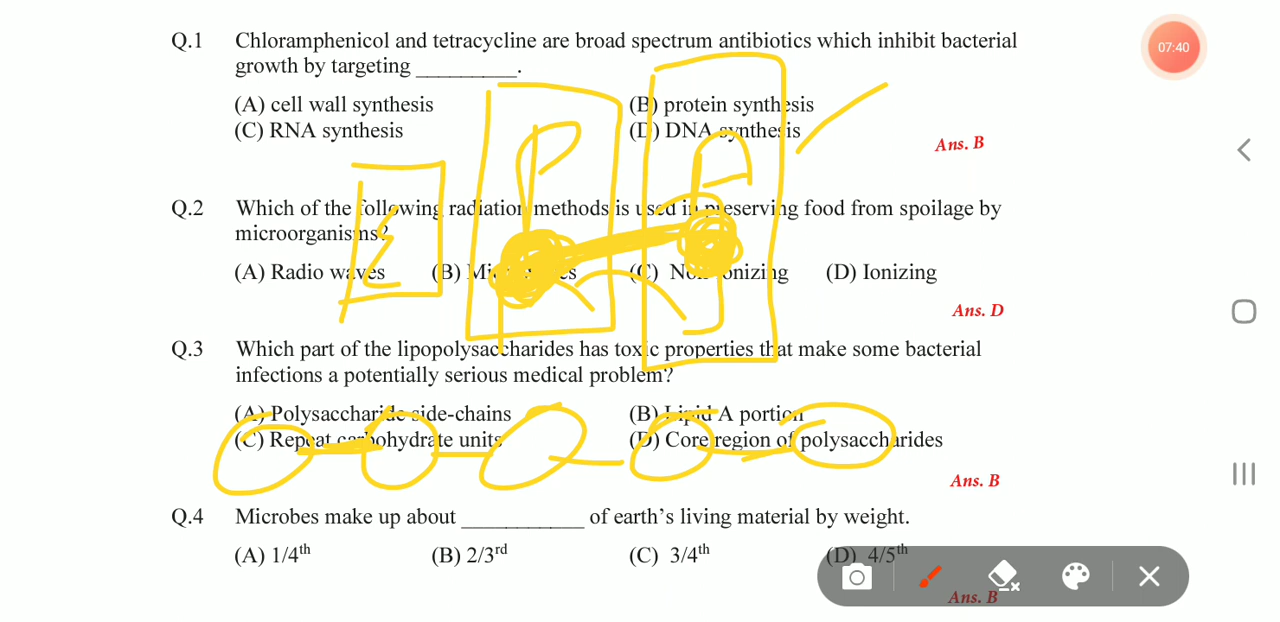 07:40
Q.1 Chloramphenicol and tetracycline are broad spectrum antibiotics which inhibit bacterial
growth by targeting _________.
(A) cell wall synthesis (B) protein synthesis
(C) RNA synthesis (D) DNA synthesis
Ans. B
E P A
Q.2 Which of the following radiation methods is used in preserving food from spoilage by
microorganisms?
(A) Radio waves (B) (C) (D) Ionizing
Ans. D
Q.3 Which part of the lipopolysaccharides has toxic properties that make some bacterial
infections a potentially serious medical problem?
(A) Polysaccharide side-chains (B) Lipid A portion
(C) Repeat carbohydrate units (D) Core region of polysaccharides
Ans. B
Q.4 Microbes make up about ___________ of earth's living material by weight.
(A) 1/4th (B) 2/3rd (C) 3/4th (D) 4/5th
Ans. B